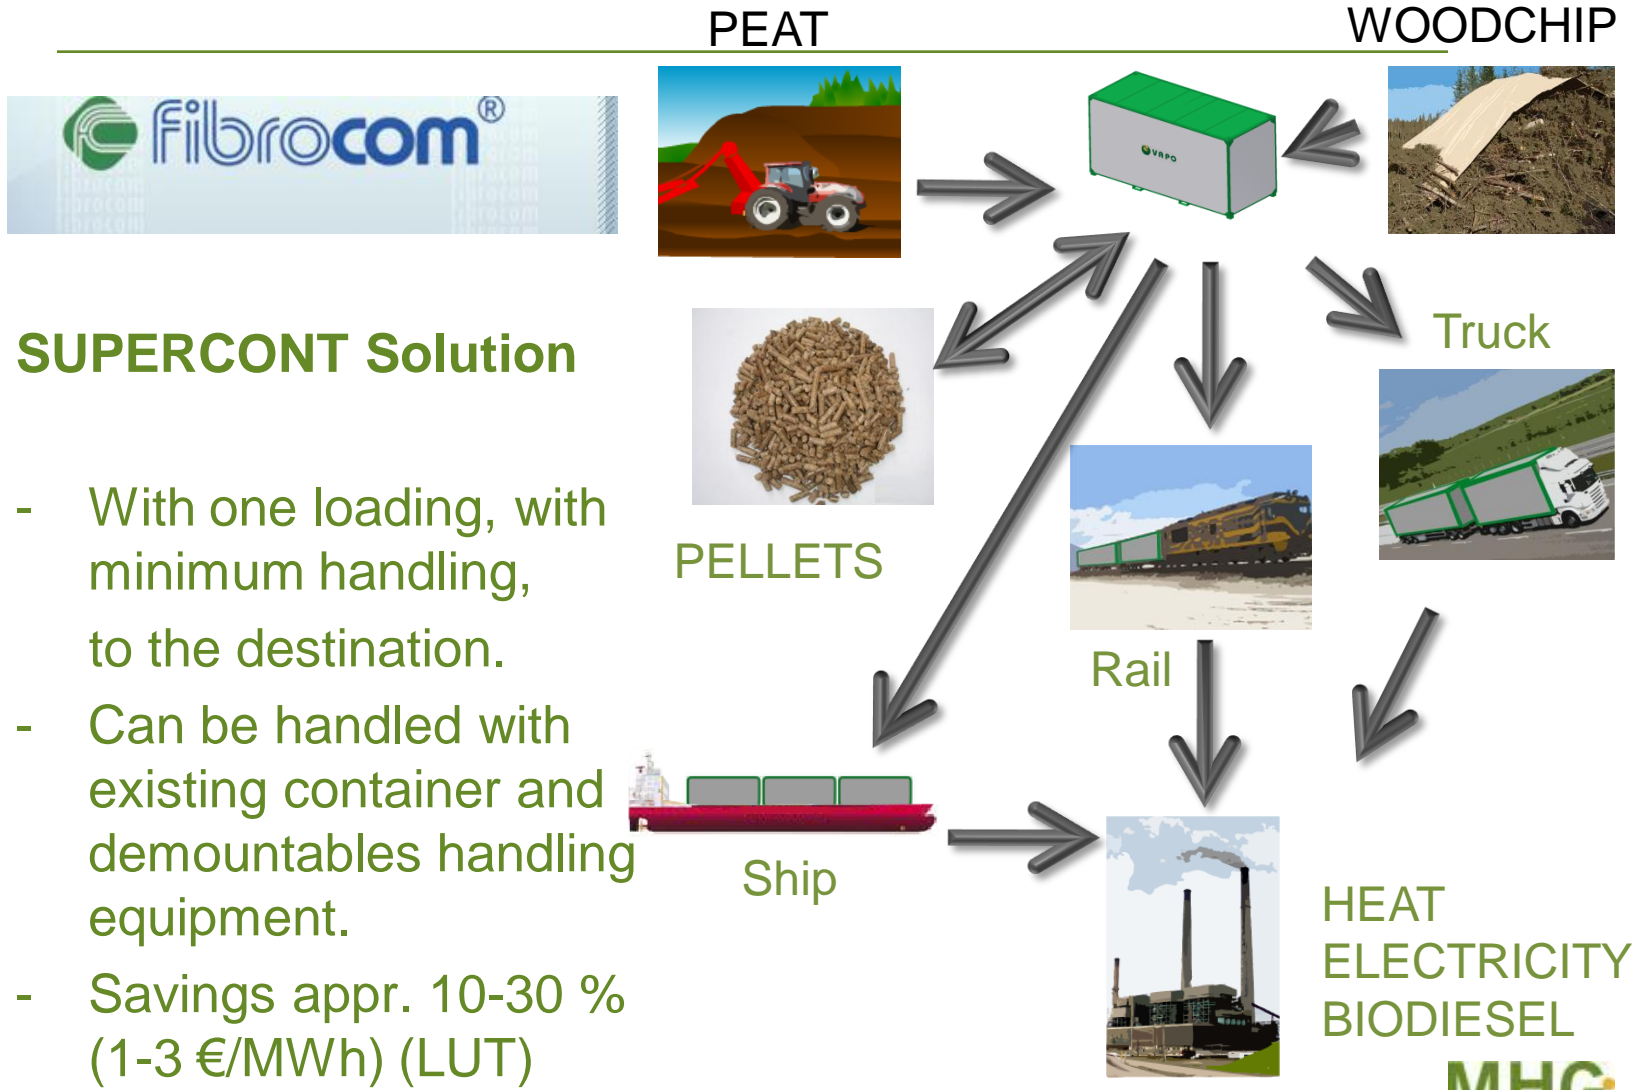 PEAT
WOODCHIP
fibrocom®
VAPO
SUPERCONT Solution
- With one loading, with
minimum handling,
to the destination.
- Can be handled with
existing container and
demountables handling
equipment.
- Savings appr. 10-30 %
(1-3 €/MWh) (LUT)
PELLETS
Truck
Rail
Ship
HEAT
ELECTRICITY
BIODIESEL
MHG